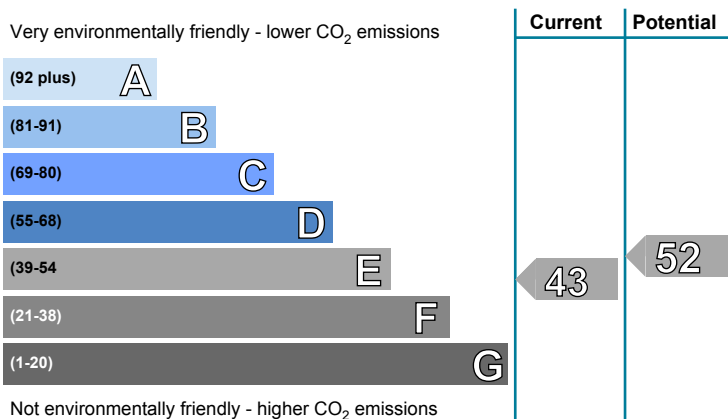 Current Potential
Very environmentally friendly - lower CO2 emissions
(92 plus) A
(81-91) B
(69-80) C
(55-68) D
(39-54 E
(21-38) F
(1-20) G
43
52
Not environmentally friendly - higher CO2 emissions